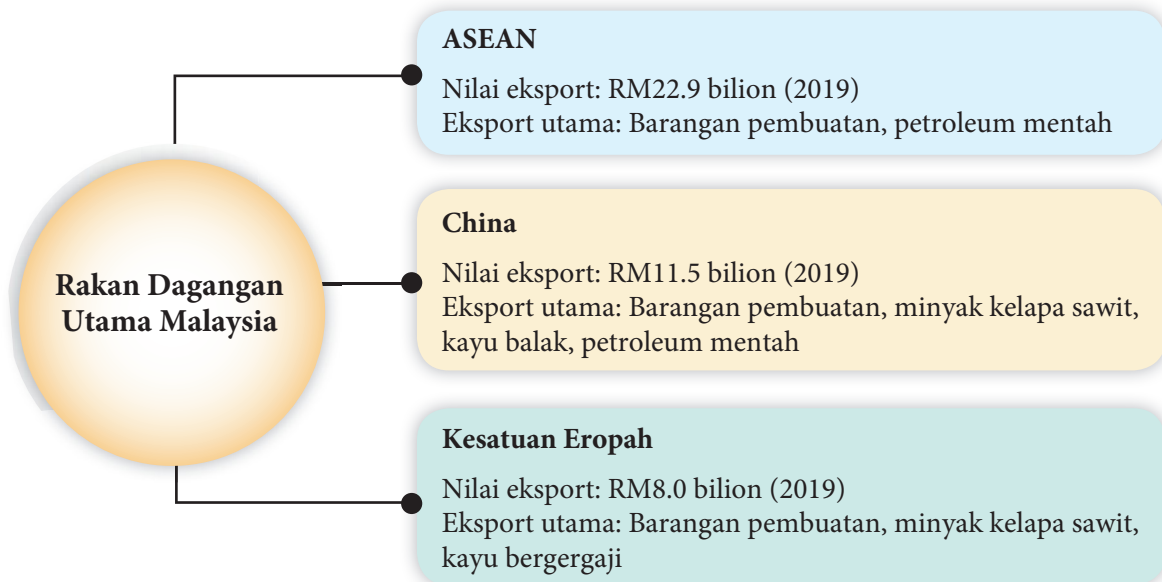 Rakan Dagangan
Utama Malaysia
ASEAN
Nilai eksport: RM22.9 bilion (2019)
Eksport utama: Barangan pembuatan, petroleum mentah
China
Nilai eksport: RM11.5 bilion (2019)
Eksport utama: Barangan pembuatan, minyak kelapa sawit,
kayu balak, petroleum mentah
Kesatuan Eropah
Nilai eksport: RM8.0 bilion (2019)
Eksport utama: Barangan pembuatan, minyak kelapa sawit,
kayu bergergaji